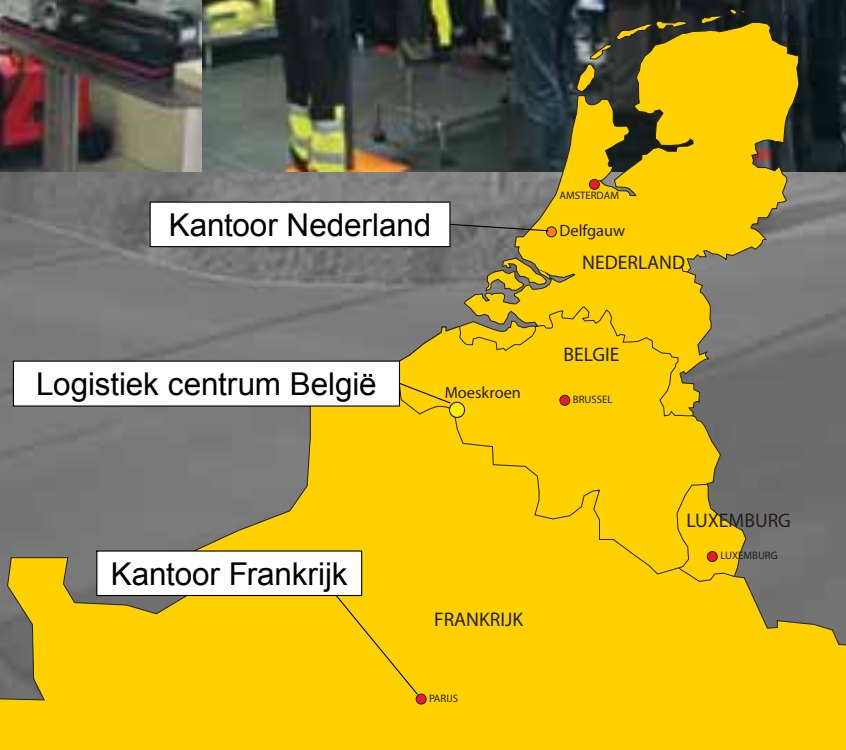 AMSTERDAM
Kantoor Nederland
Delfgauw
NEDERLAND
BELGIE
Logistiek centrum België
Moeskroen
BRUSSEL
LUXEMBURG
LUXEMBURG
Kantoor Frankrijk
FRANKRIJK
PARIJS